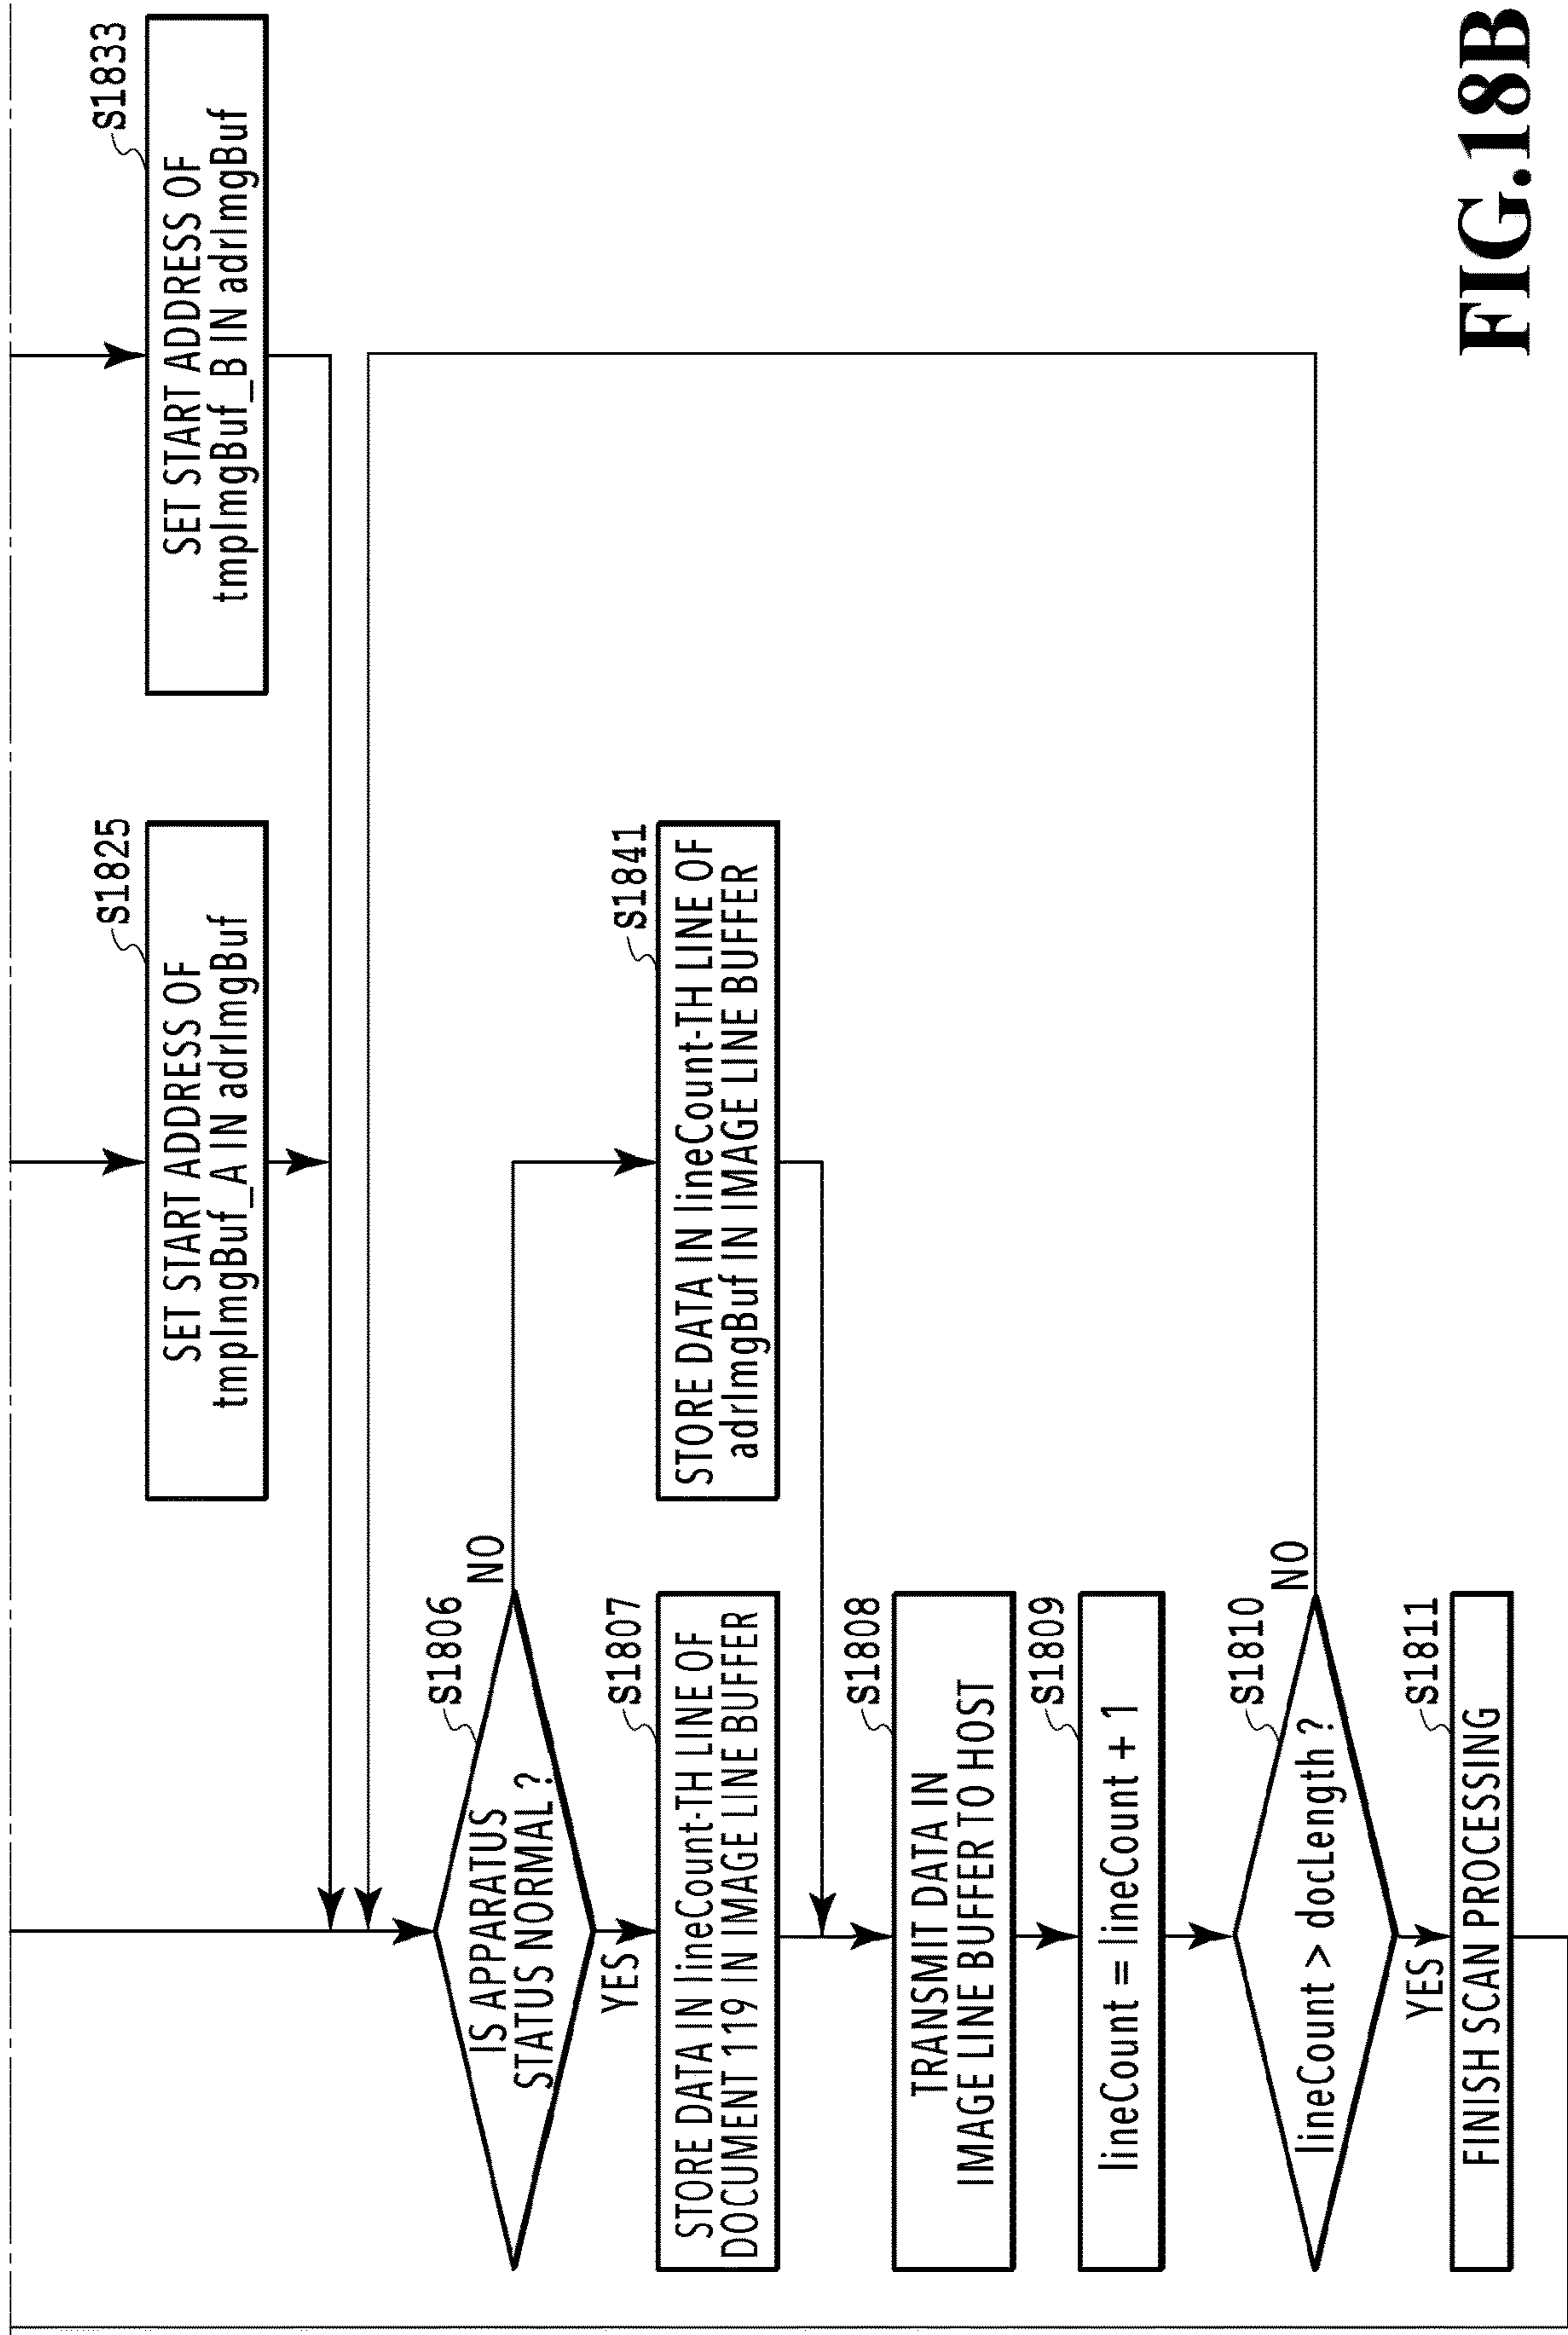 S1825
SET START ADDRESS OF
tmpImgBuf_A IN adrImgBuf
S1833
SET START ADDRESS OF
tmpImgBuf_B IN adrImgBuf
S1806
IS APPARATUS
STATUS NORMAL ?
NO
YES
S1807
STORE DATA IN lineCount-TH LINE OF
DOCUMENT 119 IN IMAGE LINE BUFFER
S1841
STORE DATA IN lineCount-TH LINE OF
adrImgBuf IN IMAGE LINE BUFFER
S1808
TRANSMIT DATA IN
IMAGE LINE BUFFER TO HOST
S1809
lineCount = lineCount + 1
S1810
lineCount > docLength ?
NO
YES
S1811
FINISH SCAN PROCESSING
FIG.18B